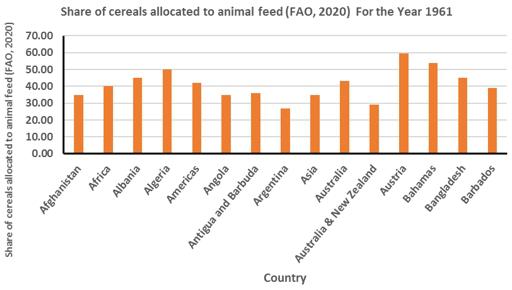 Share of cereals allocated to animal feed (FAO, 2020)  For the Year 1961
Share of cereals allocated to animal feed (FAO, 2020)
70.00
60.00
50.00
40.00
30.00
20.00
10.00
0.00
Afghanistan
Africa
Albania
Algeria
Americas
Angola
Antigua and Barbuda
Argentina
Asia
Australia
Australia & New Zealand
Austria
Bahamas
Bangladesh
Barbados
Country